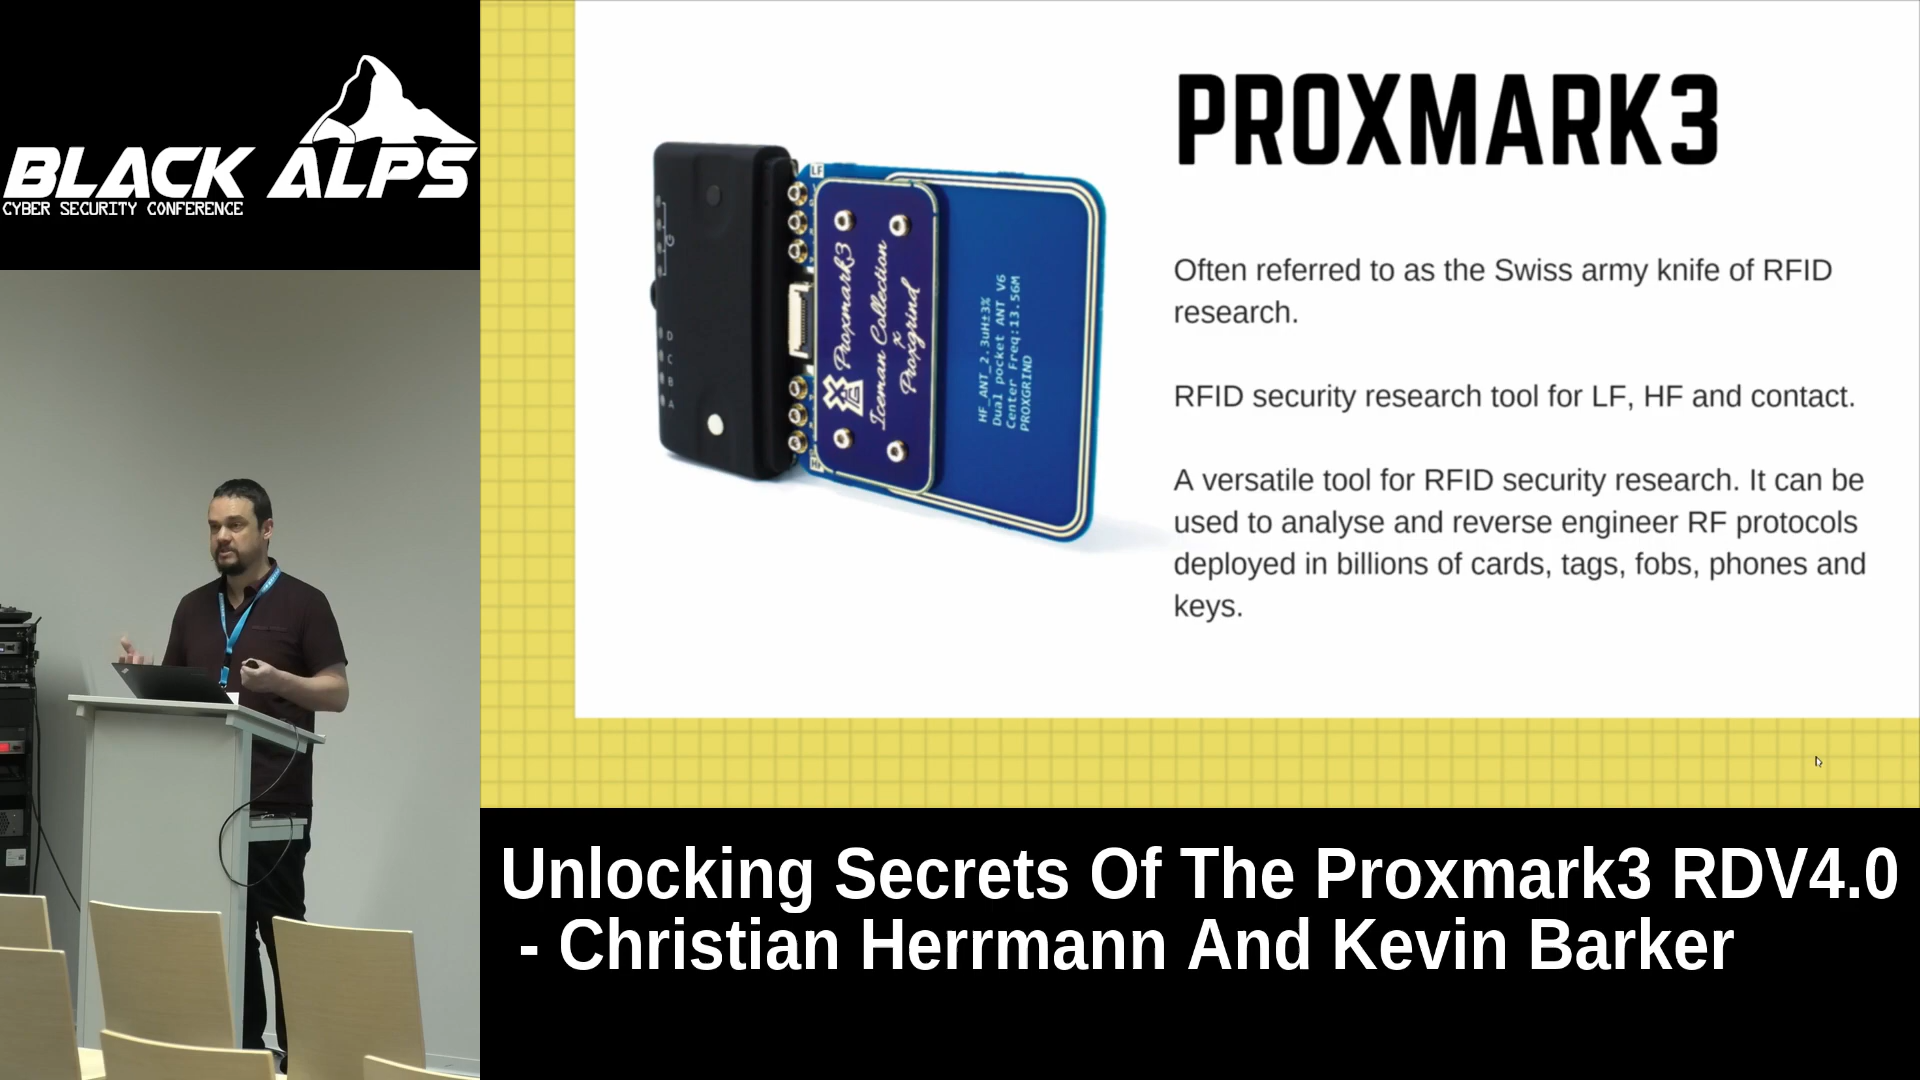 BLACK ALPS
CYBER SECURITY CONFERENCE
PROXMARK3
Often referred to as the Swiss army knife of RFID
research.
RFID security research tool for LF, HF and contact.
A versatile tool for RFID security research. It can be
used to analyse and reverse engineer RF protocols
deployed in billions of cards, tags, fobs, phones and
keys.
LF
Proxmark3
Iceman Collection
x
Proxgrind
HF_ANT_2.3uH±3%
Dual pocket ANT V6
Center Freq:13.56M
PROXGRIND
HF
D
C
B
A
Unlocking Secrets Of The Proxmark3 RDV4.0
- Christian Herrmann And Kevin Barker